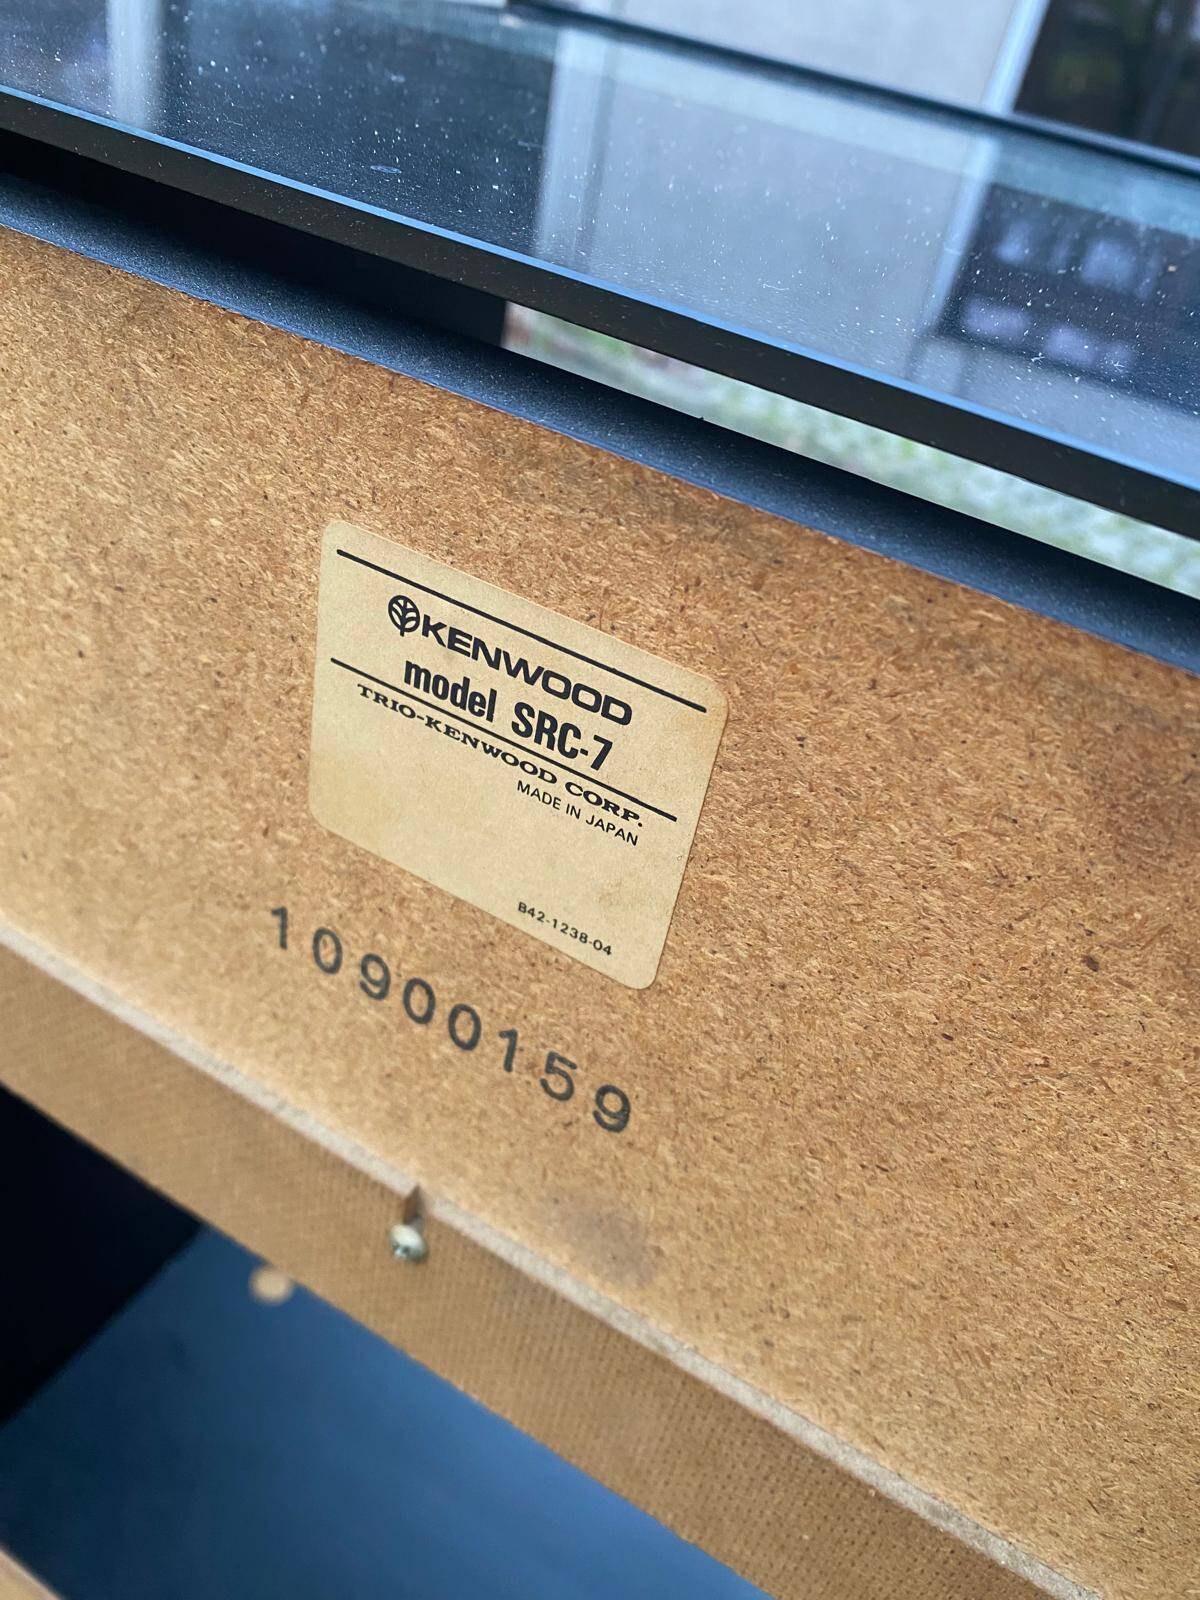 KENWOOD
model SRC-7
TRIO-KENWOOD CORP.
MADE IN JAPAN
B42-1238-04
10900159